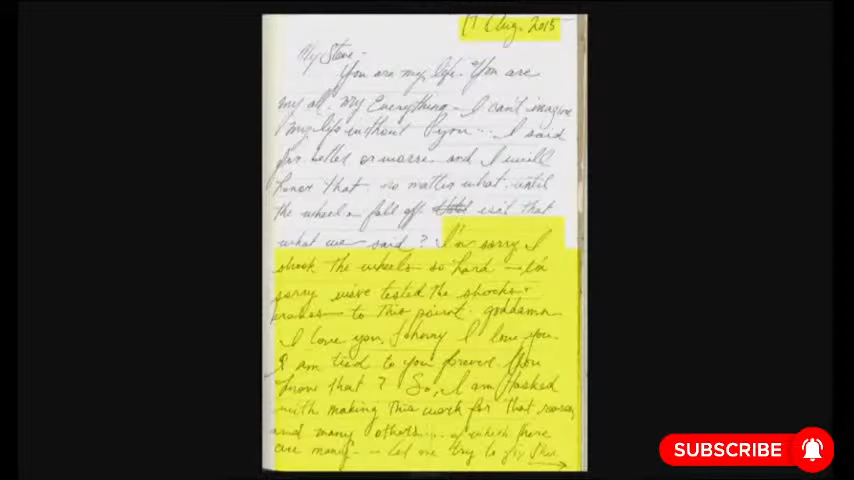 17 Aug. 2015
My Steve -
You are my life. You are
my all. My Everything - I can't imagine
my life without you... I said
for better or worse and I will
honor that no matter what. until
the wheels fall off isn't that
what we said? I'm sorry I
shook the wheels so hard - I'm
sorry we've tested the shocks +
brakes to this point. goddamn
I love you, Johnny I love you.
I am tied to you forever. You
know that? So, I am tasked
with making this work for that reason
and many others... of which there
are many - Let me try to fix
SUBSCRIBE